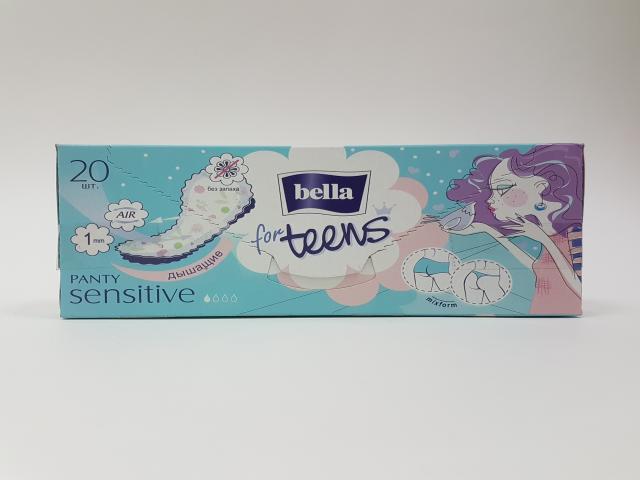 20
шт.
без запаха
AIR
1 mm
дышащие
PANTY
sensitive
bella
for teens
mixform